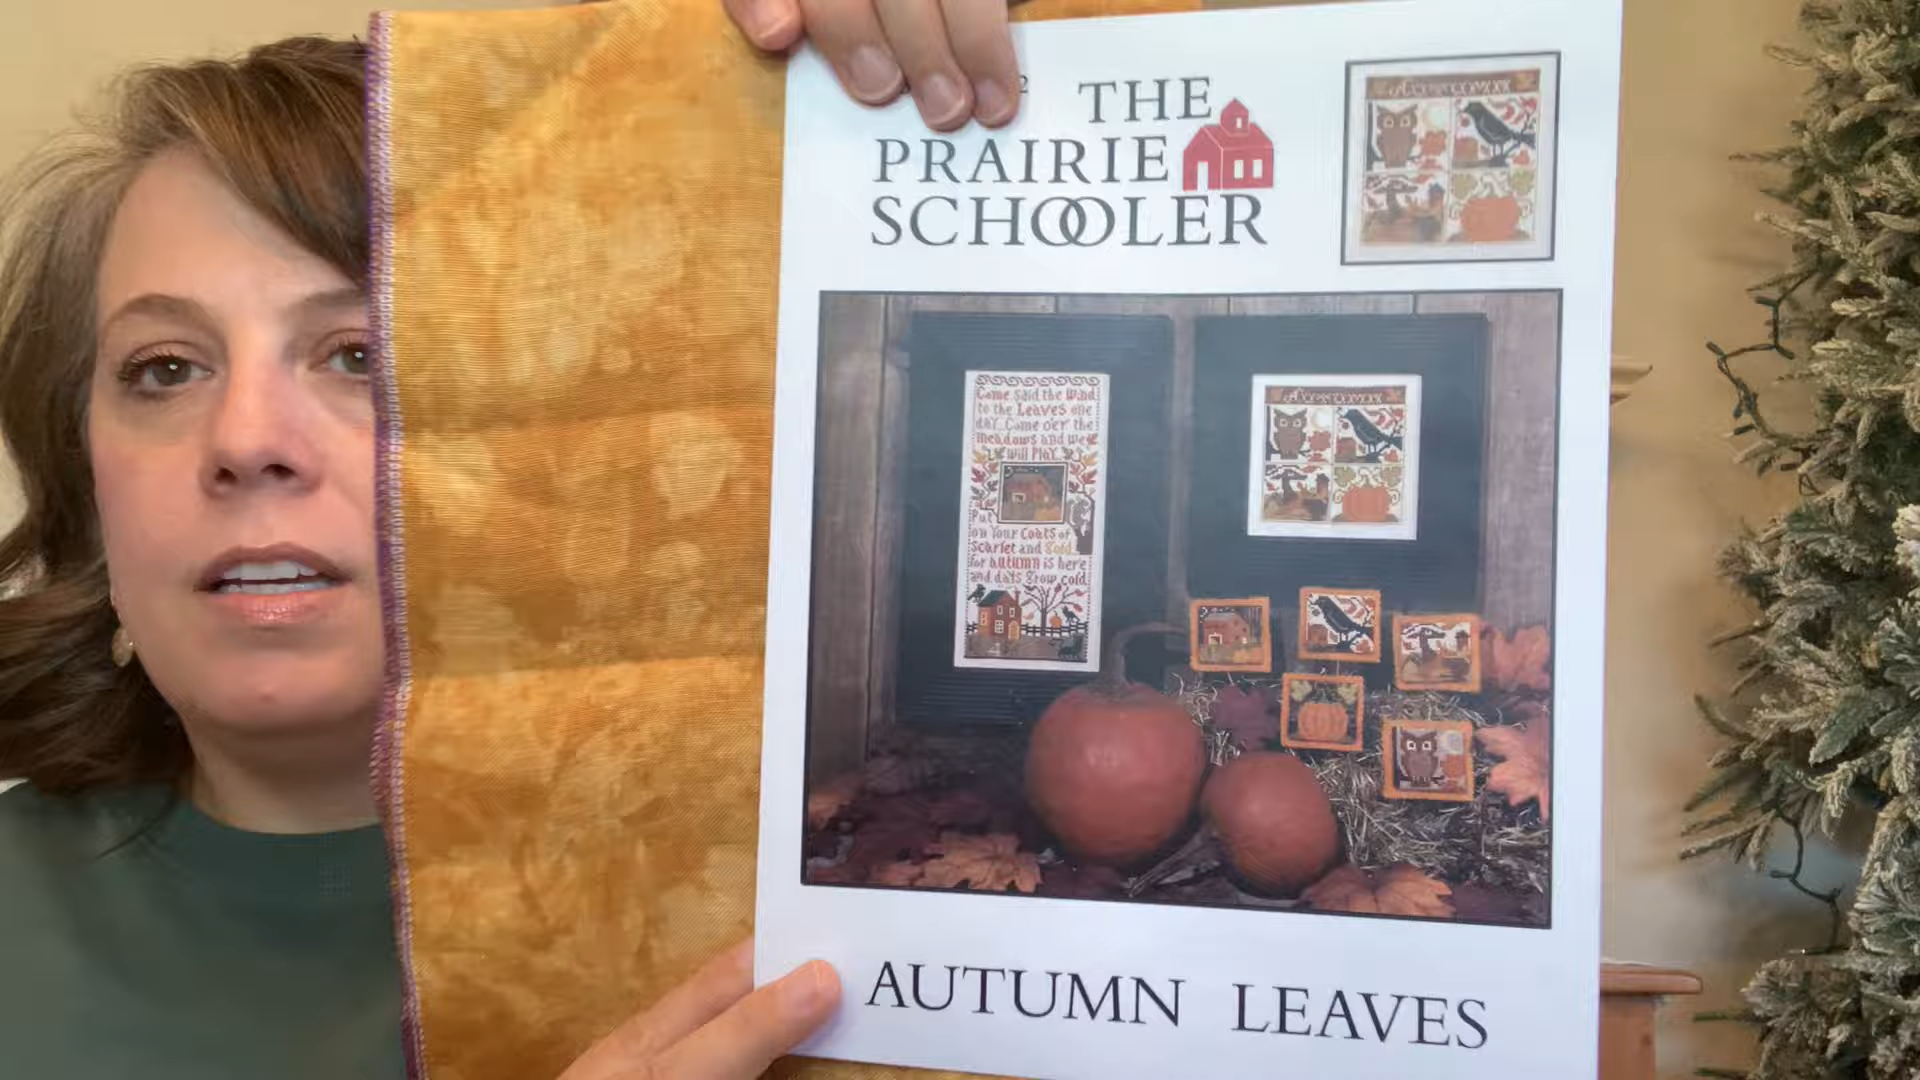 THE
PRAIRIE
SCHOOLER
Come said the Wind
to the Leaves one
day. Come o'er the
meadows and we
will Play.
Put
on Your Coats of
Scarlet and Gold
for autumn is here
and days grow cold.
AUTUMN LEAVES